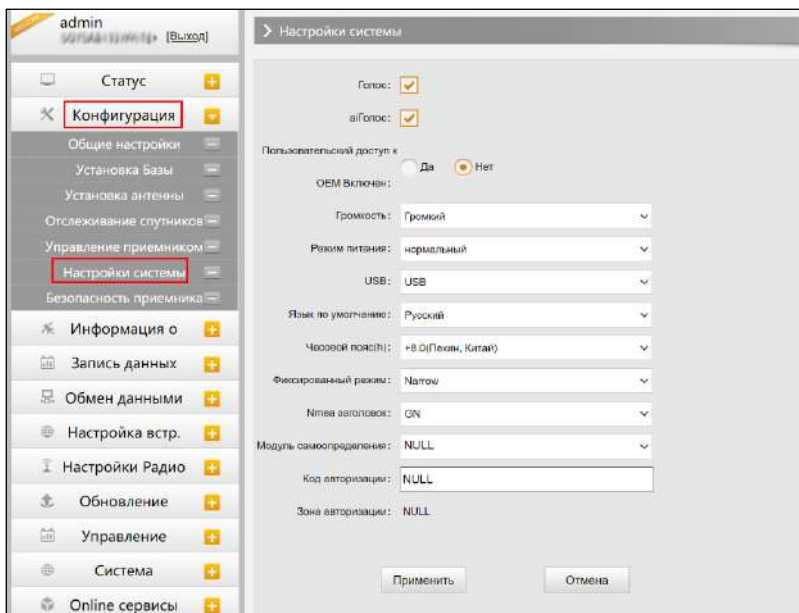 admin
[Выход]
Статус
Конфигурация
Общие настройки
Установка Базы
Установка антенны
Отслеживание спутников
Управление приемником
Настройки системы
Безопасность приемника
Информация о
Запись данных
Обмен данными
Настройка встр.
Настройки Радио
Обновление
Управление
Система
Online сервисы
Настройки системы
Голос:
aiГолос:
Пользовательский доступ к
OEM Включен:
Да
Нет
Громкость: Громкий
Режим питания: нормальный
USB: USB
Язык по умолчанию: Русский
Часовой пояс(h): +8.0(Пекин, Китай)
Фиксированный режим: Narrow
Nmea заголовок: GN
Модуль самоопределения: NULL
Код авторизации: NULL
Зона авторизации: NULL
Применить
Отмена